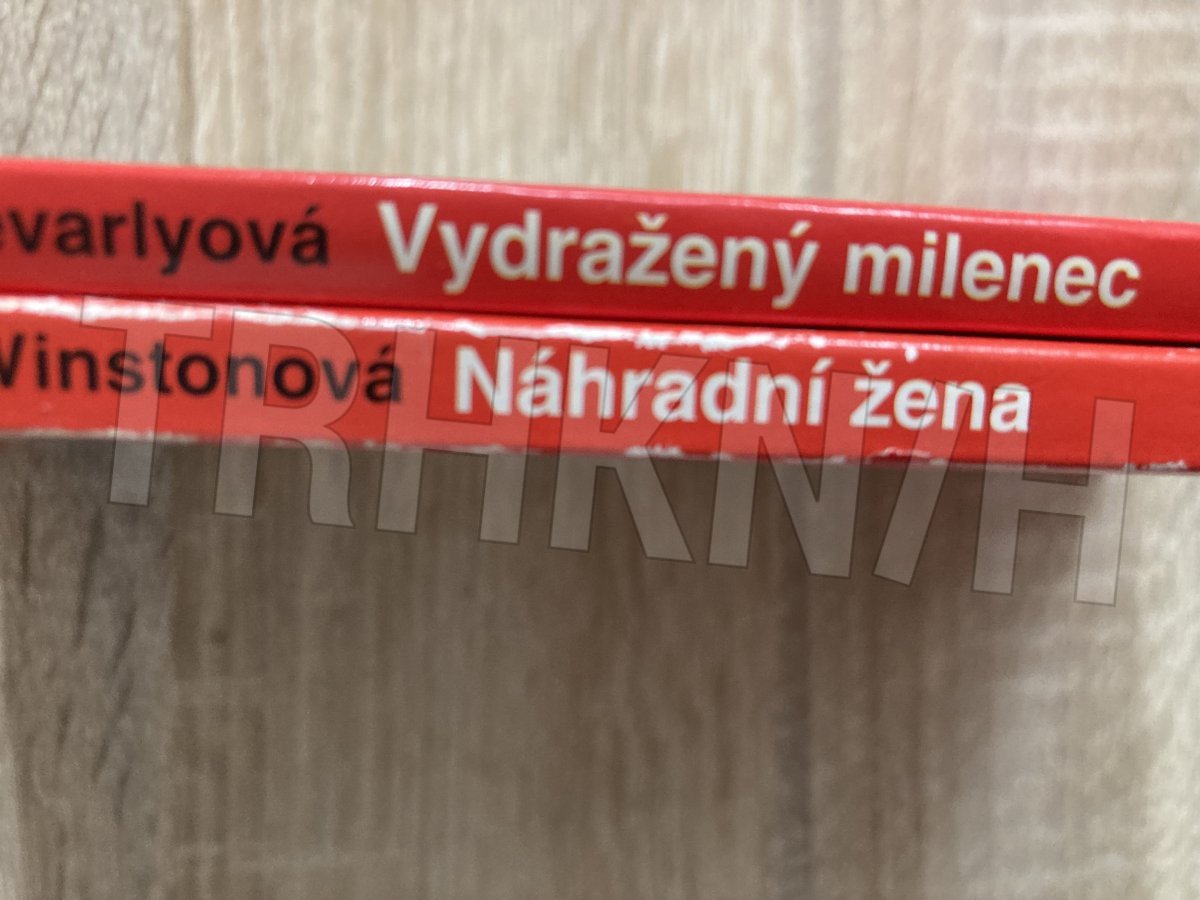 evarlyová Vydražený milenec
Winstonová Náhradní žena
TRHKNIH